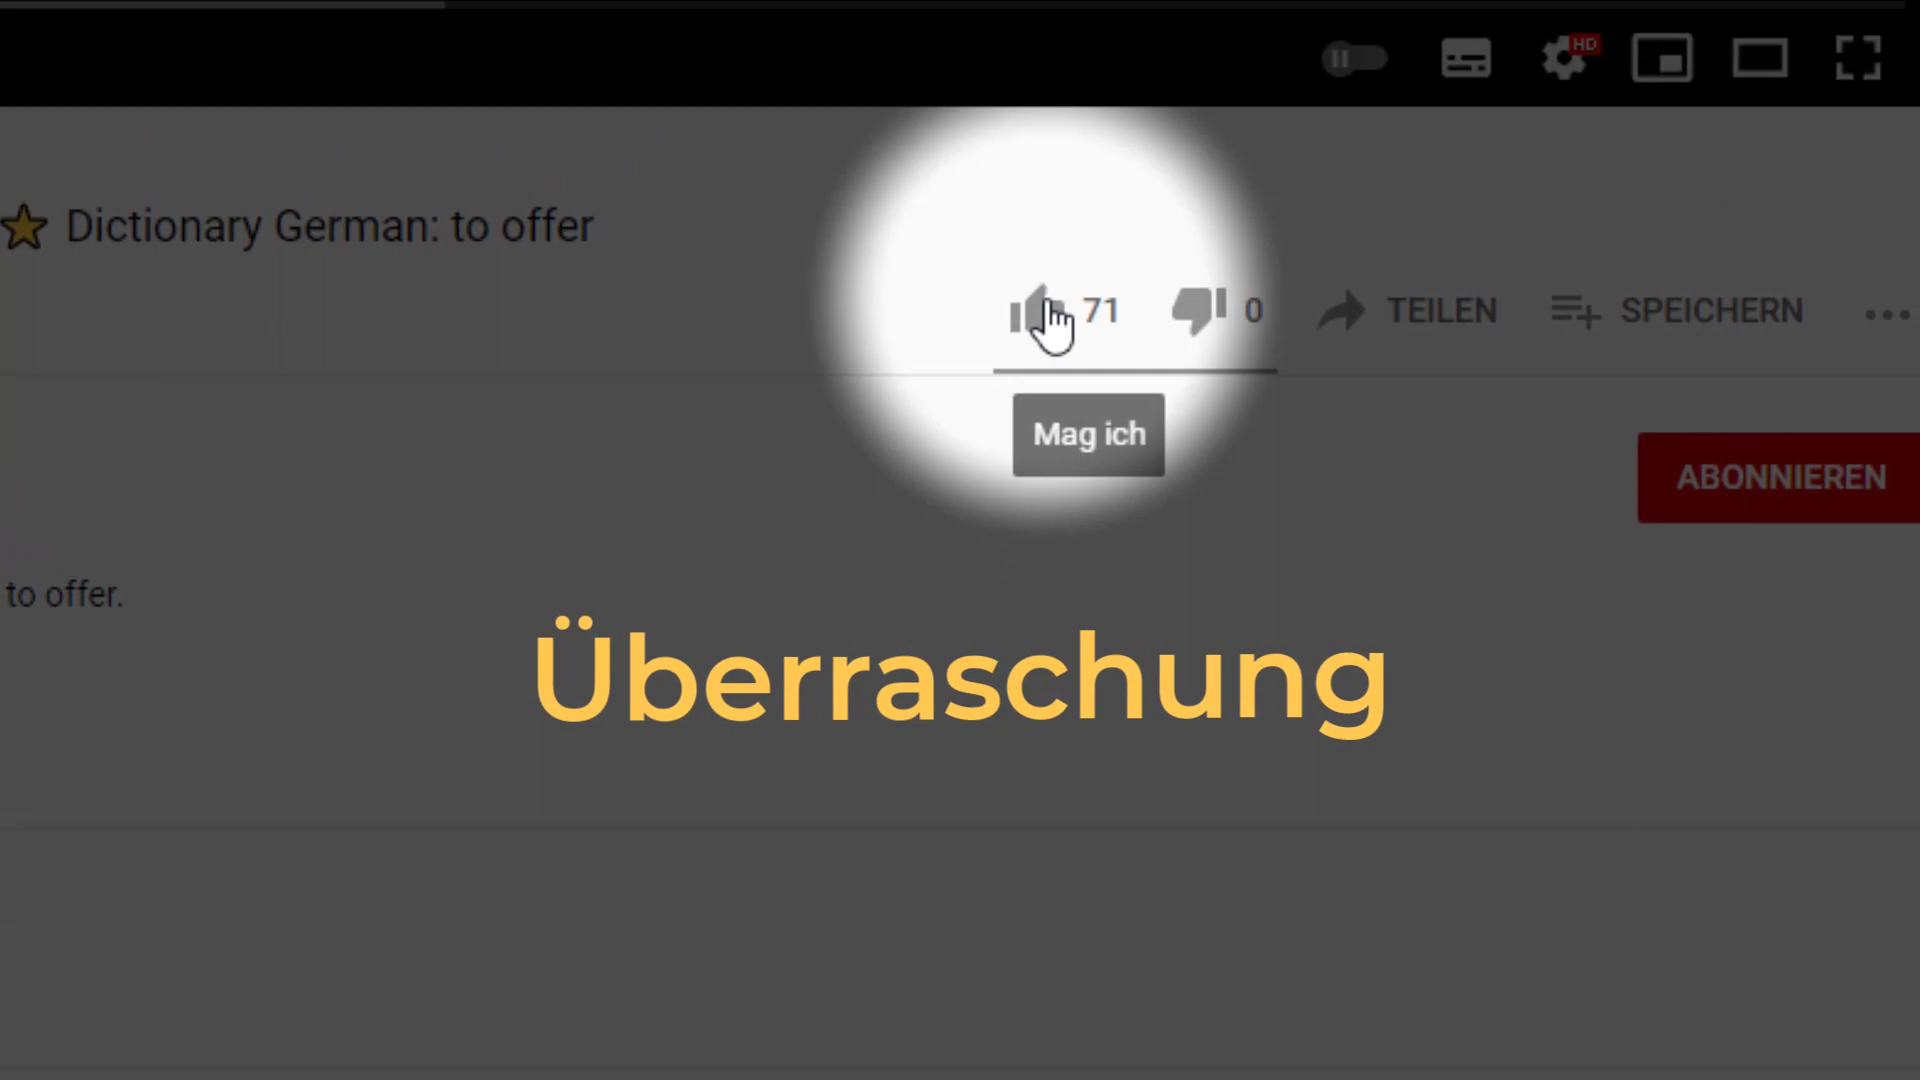 HD
Dictionary German: to offer
71 0 TEILEN SPEICHERN
Mag ich
ABONNIEREN
to offer.
Überraschung